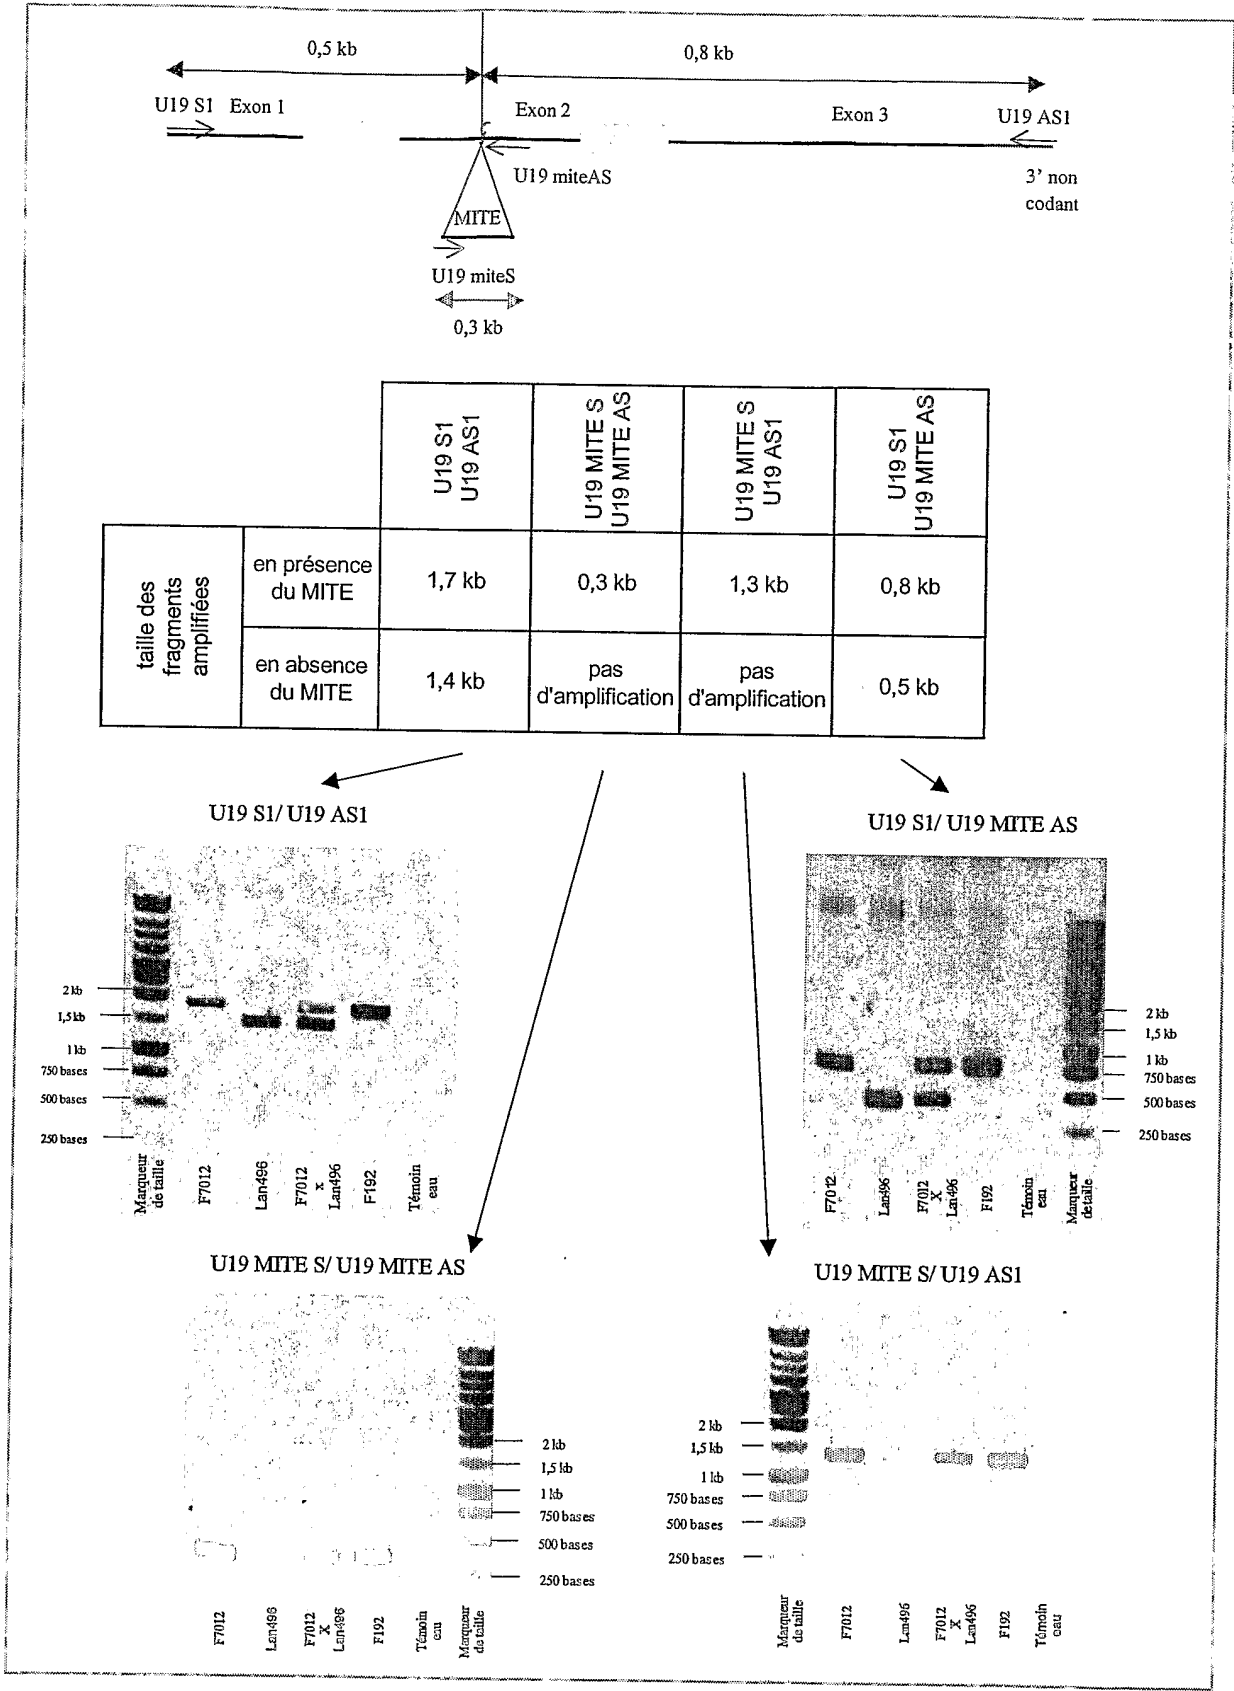 0,5 kb
0,8 kb
U19 S1 Exon 1
Exon 2
Exon 3
U19 AS1
U19 miteAS
3' non
codant
MITE
U19 miteS
0,3 kb
U19 S1
U19 AS1
U19 MITE S
U19 MITE AS
U19 MITE S
U19 AS1
U19 S1
U19 MITE AS
taille des
fragments
amplifiées
en présence
du MITE
1,7 kb
0,3 kb
1,3 kb
0,8 kb
en absence
du MITE
1,4 kb
pas
d'amplification
pas
d'amplification
0,5 kb
U19 S1/ U19 AS1
2 kb
1,5 kb
1 kb
750 bases
500 bases
250 bases
Marqueur
de taille
F7012
Lan496
F7012
x
Lan496
F192
Témoin
eau
U19 S1/ U19 MITE AS
2 kb
1,5 kb
1 kb
750 bases
500 bases
250 bases
F7012
Lan496
F7012
X
Lan496
F192
Témoin
eau
Marqueur
de taille
U19 MITE S/ U19 MITE AS
2 kb
1,5 kb
1 kb
750 bases
500 bases
250 bases
F7012
Lan496
F7012
X
Lan496
F192
Témoin
eau
Marqueur
de taille
U19 MITE S/ U19 AS1
2 kb
1,5 kb
1 kb
750 bases
500 bases
250 bases
Marqueur
de taille
F7012
Lan496
F7012
X
Lan496
F192
Témoin
eau